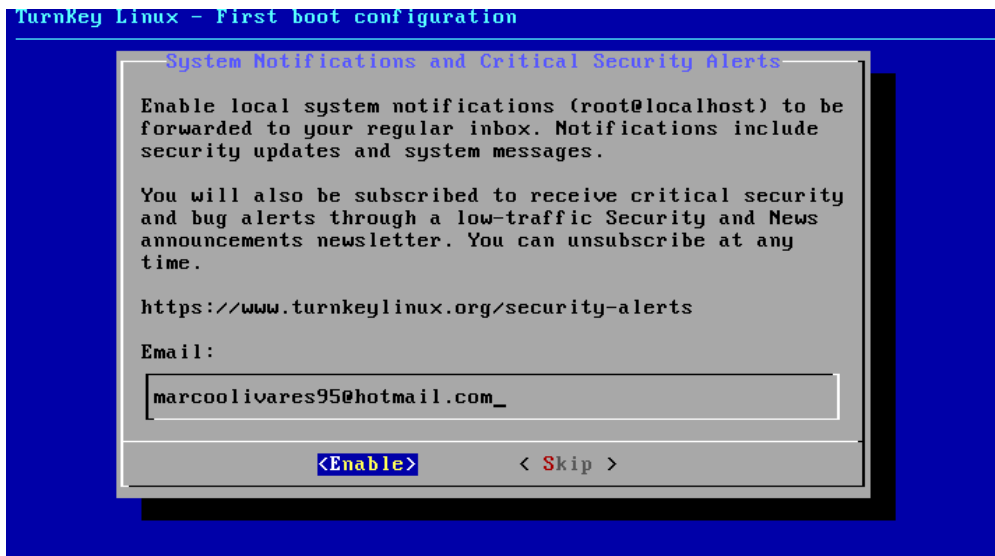 TurnKey Linux - First boot configuration
System Notifications and Critical Security Alerts
Enable local system notifications (root@localhost) to be
forwarded to your regular inbox. Notifications include
security updates and system messages.
You will also be subscribed to receive critical security
and bug alerts through a low-traffic Security and News
announcements newsletter. You can unsubscribe at any
time.
https://www.turnkeylinux.org/security-alerts
Email:
marcoolivares95@hotmail.com_
<Enable> < Skip >